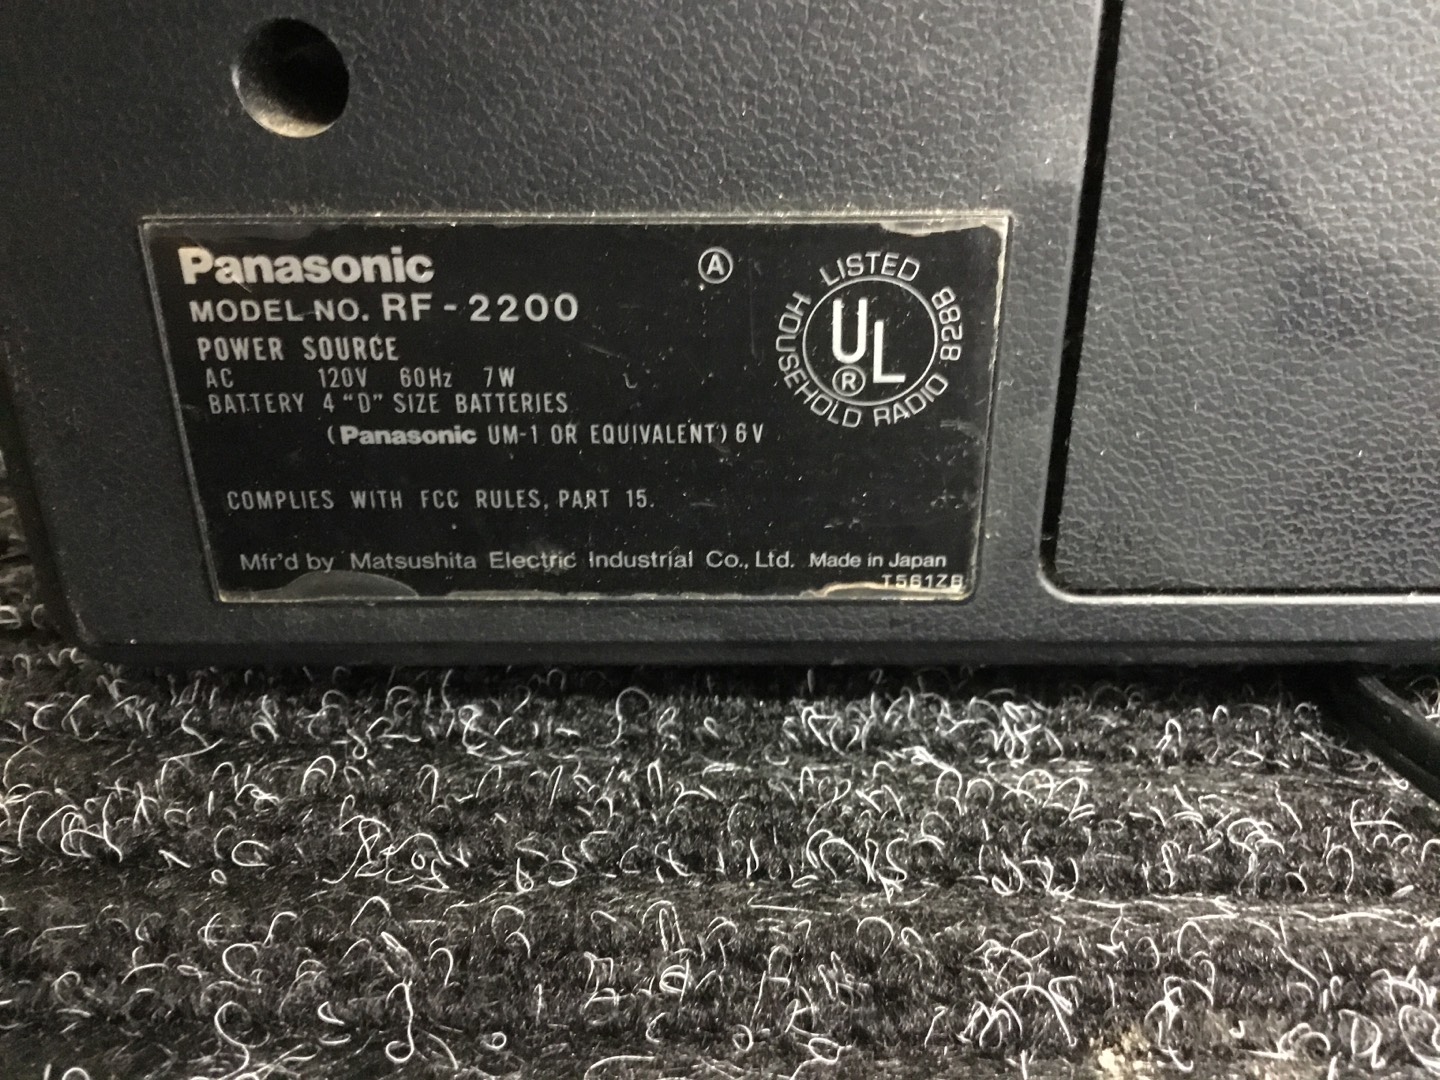 Panasonic
MODEL NO. RF-2200
POWER SOURCE
AC 120V 60Hz 7W
BATTERY 4 "D" SIZE BATTERIES
(Panasonic UM-1 OR EQUIVALENT) 6V
COMPLIES WITH FCC RULES, PART 15.
Mfr'd by Matsushita Electric Industrial Co., Ltd. Made in Japan
T561ZB
A
LISTED
828B
UL
®
HOUSEHOLD RADIO